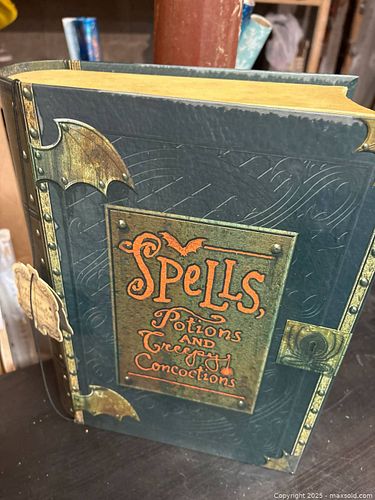 Spells,
Potions
AND
Creepy
Concoctions
Copyright 2025 - maxsold.com